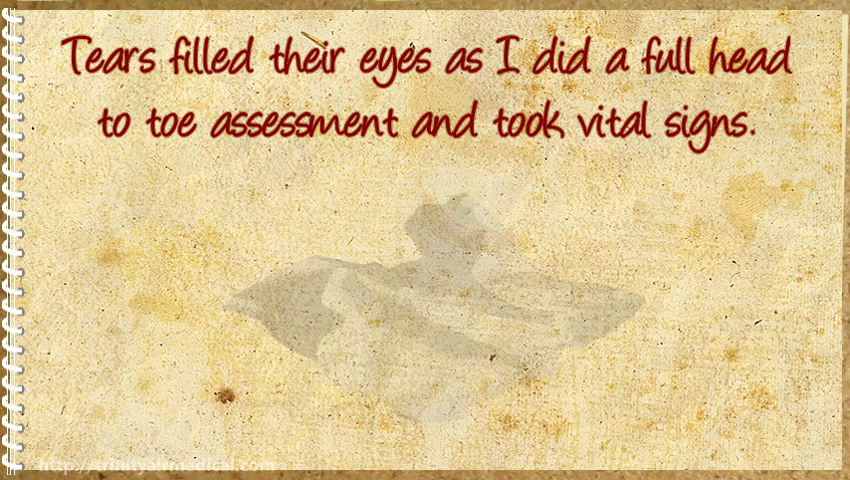 Tears filled their eyes as I did a full head
to toe assessment and took vital signs.